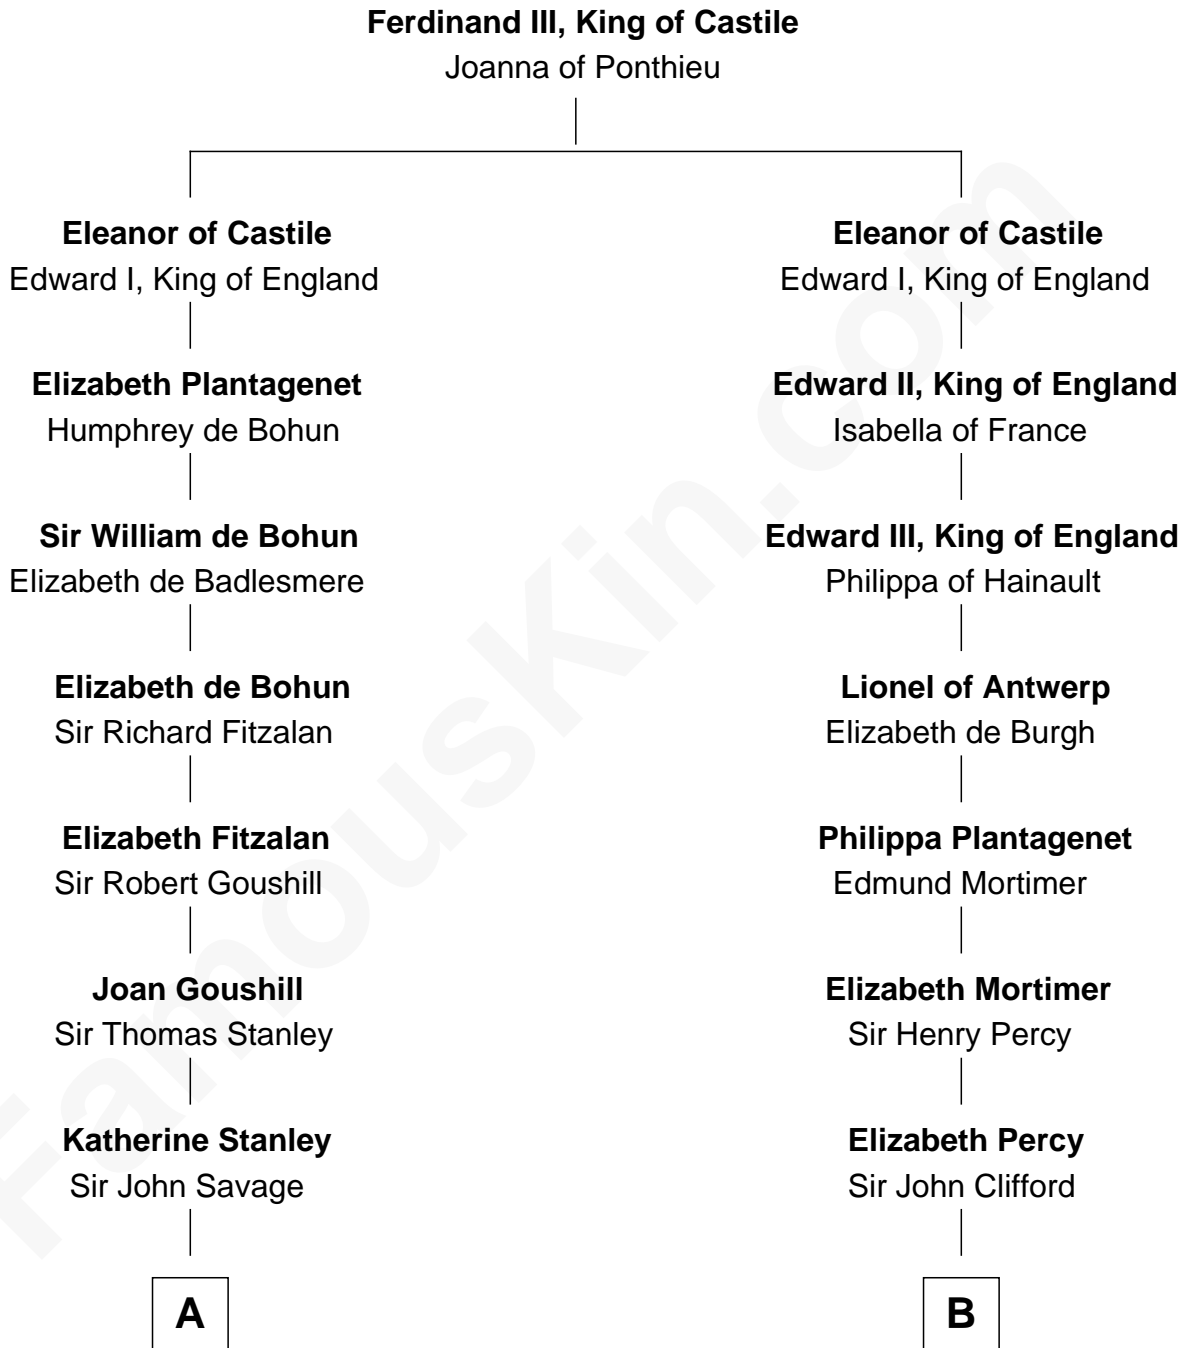 Ferdinand III, King of Castile
Joanna of Ponthieu
Eleanor of Castile
Edward I, King of England
Elizabeth Plantagenet
Humphrey de Bohun
Sir William de Bohun
Elizabeth de Badlesmere
Elizabeth de Bohun
Sir Richard Fitzalan
Elizabeth Fitzalan
Sir Robert Goushill
Joan Goushill
Sir Thomas Stanley
Katherine Stanley
Sir John Savage
A
Eleanor of Castile
Edward I, King of England
Edward II, King of England
Isabella of France
Edward III, King of England
Philippa of Hainault
Lionel of Antwerp
Elizabeth de Burgh
Philippa Plantagenet
Edmund Mortimer
Elizabeth Mortimer
Sir Henry Percy
Elizabeth Percy
Sir John Clifford
B
FamousKin.com